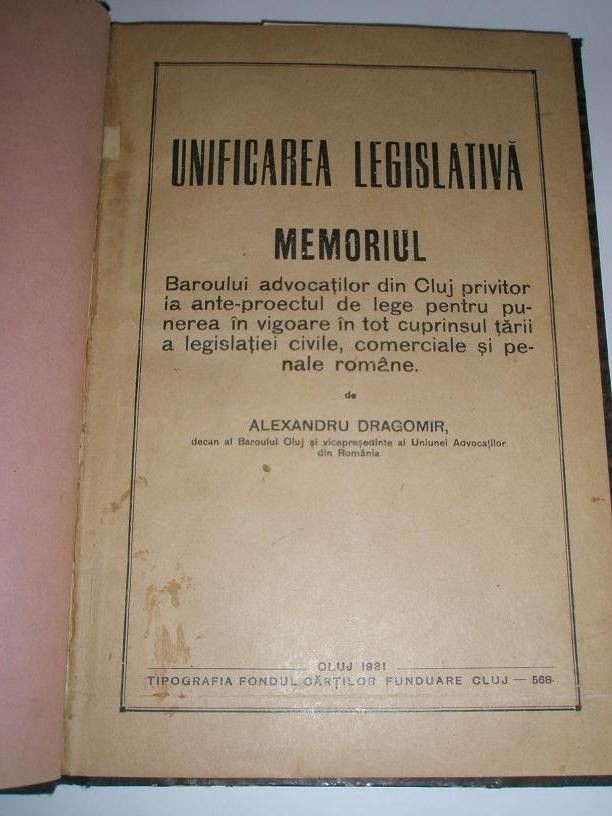 UNIFICAREA LEGISLATIVĂ
MEMORIUL
Baroului advocaților din Cluj privitor
la ante-proectul de lege pentru pu-
nerea în vigoare în tot cuprinsul țării
a legislației civile, comerciale și pe-
nale române.
de
ALEXANDRU DRAGOMIR,
decan al Baroului Cluj și vicepreședinte al Uniunei Advocaților
din România
CLUJ 1931
TIPOGRAFIA FONDUL CĂRȚILOR FUNDUARE CLUJ — 568.